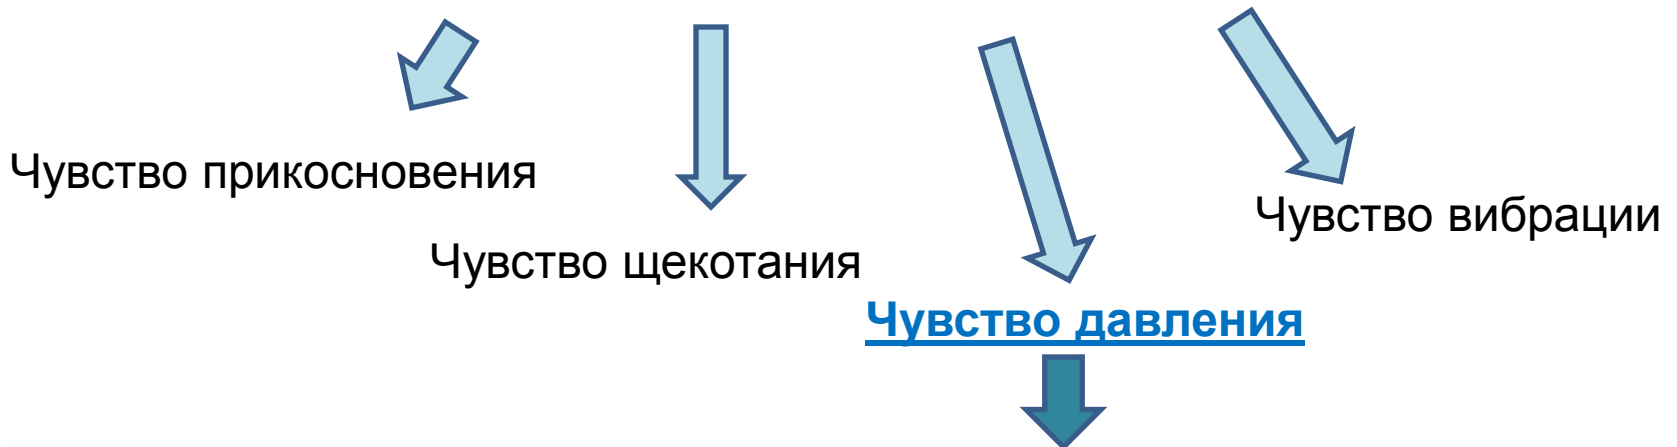 Чувство прикосновения
Чувство вибрации
Чувство щекотания
Чувство давления